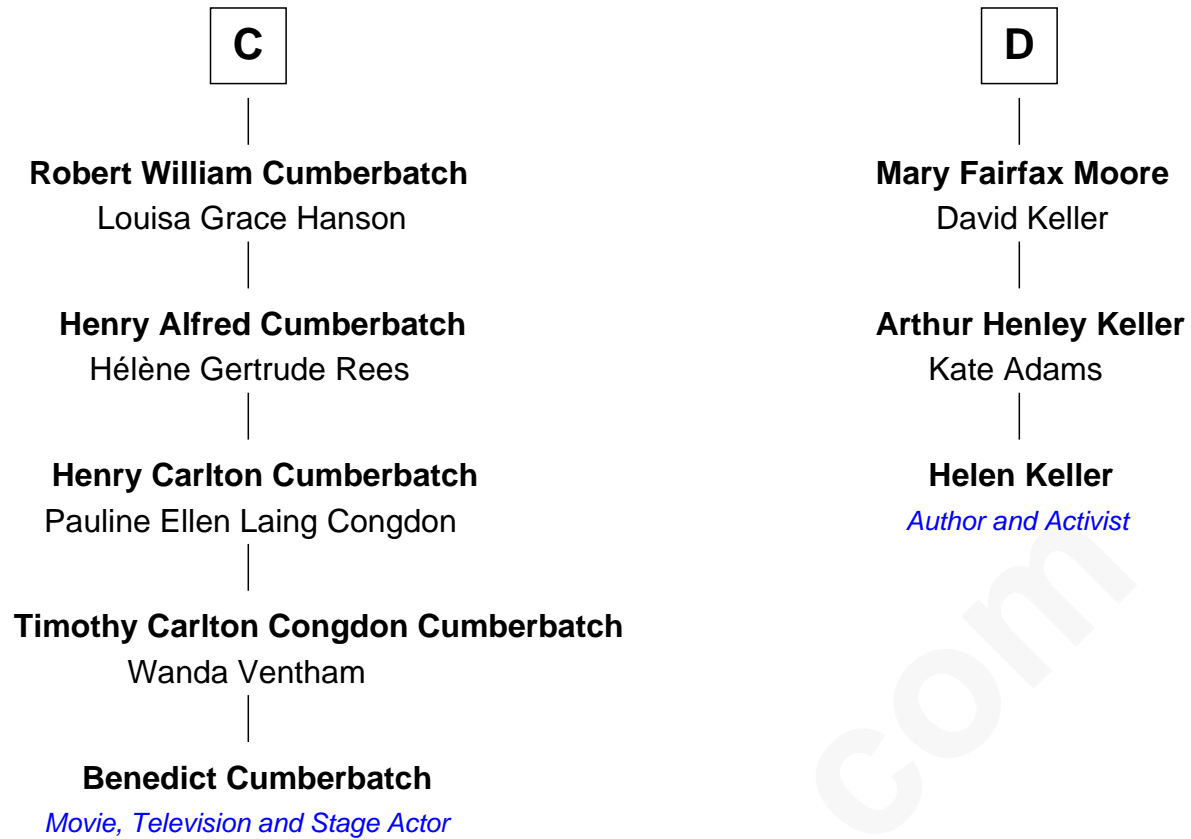 C
Robert William Cumberbatch
Louisa Grace Hanson
Henry Alfred Cumberbatch
Hélène Gertrude Rees
Henry Carlton Cumberbatch
Pauline Ellen Laing Congdon
Timothy Carlton Congdon Cumberbatch
Wanda Ventham
Benedict Cumberbatch
Movie, Television and Stage Actor
D
Mary Fairfax Moore
David Keller
Arthur Henley Keller
Kate Adams
Helen Keller
Author and Activist
com